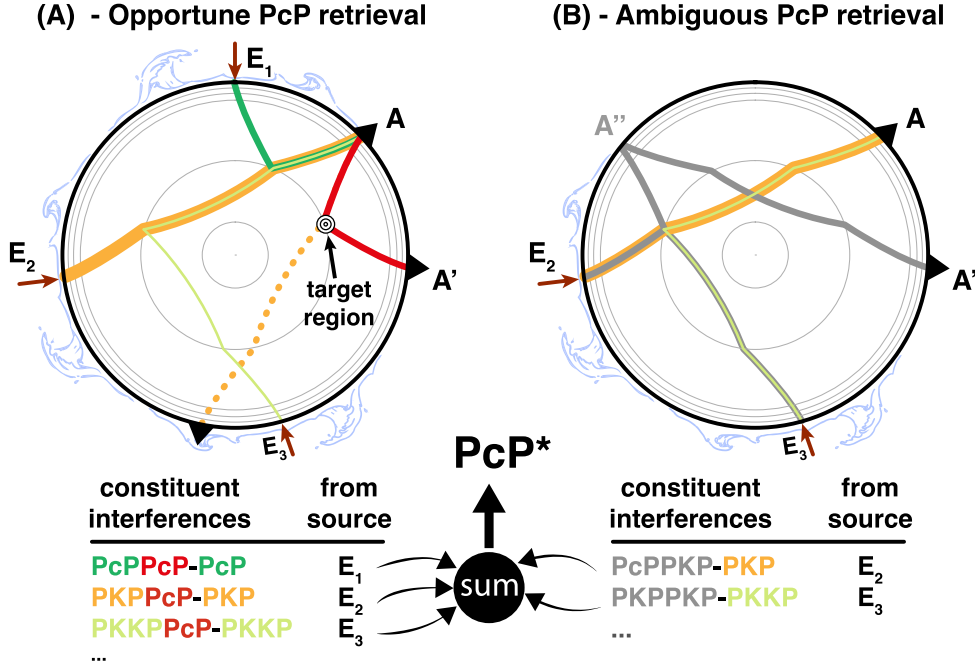 (A) - Opportune PcP retrieval
E1
A
E2
target
region
A'
E3
(B) - Ambiguous PcP retrieval
A''
A
E2
A'
E3
PcP*
sum
constituent
interferences
from
source
PcPPcP-PcP
E1
PKPPcP-PKP
E2
PKKPPcP-PKKP
E3
...
constituent
interferences
from
source
PcPPKP-PKP
E2
PKPPKP-PKKP
E3
...